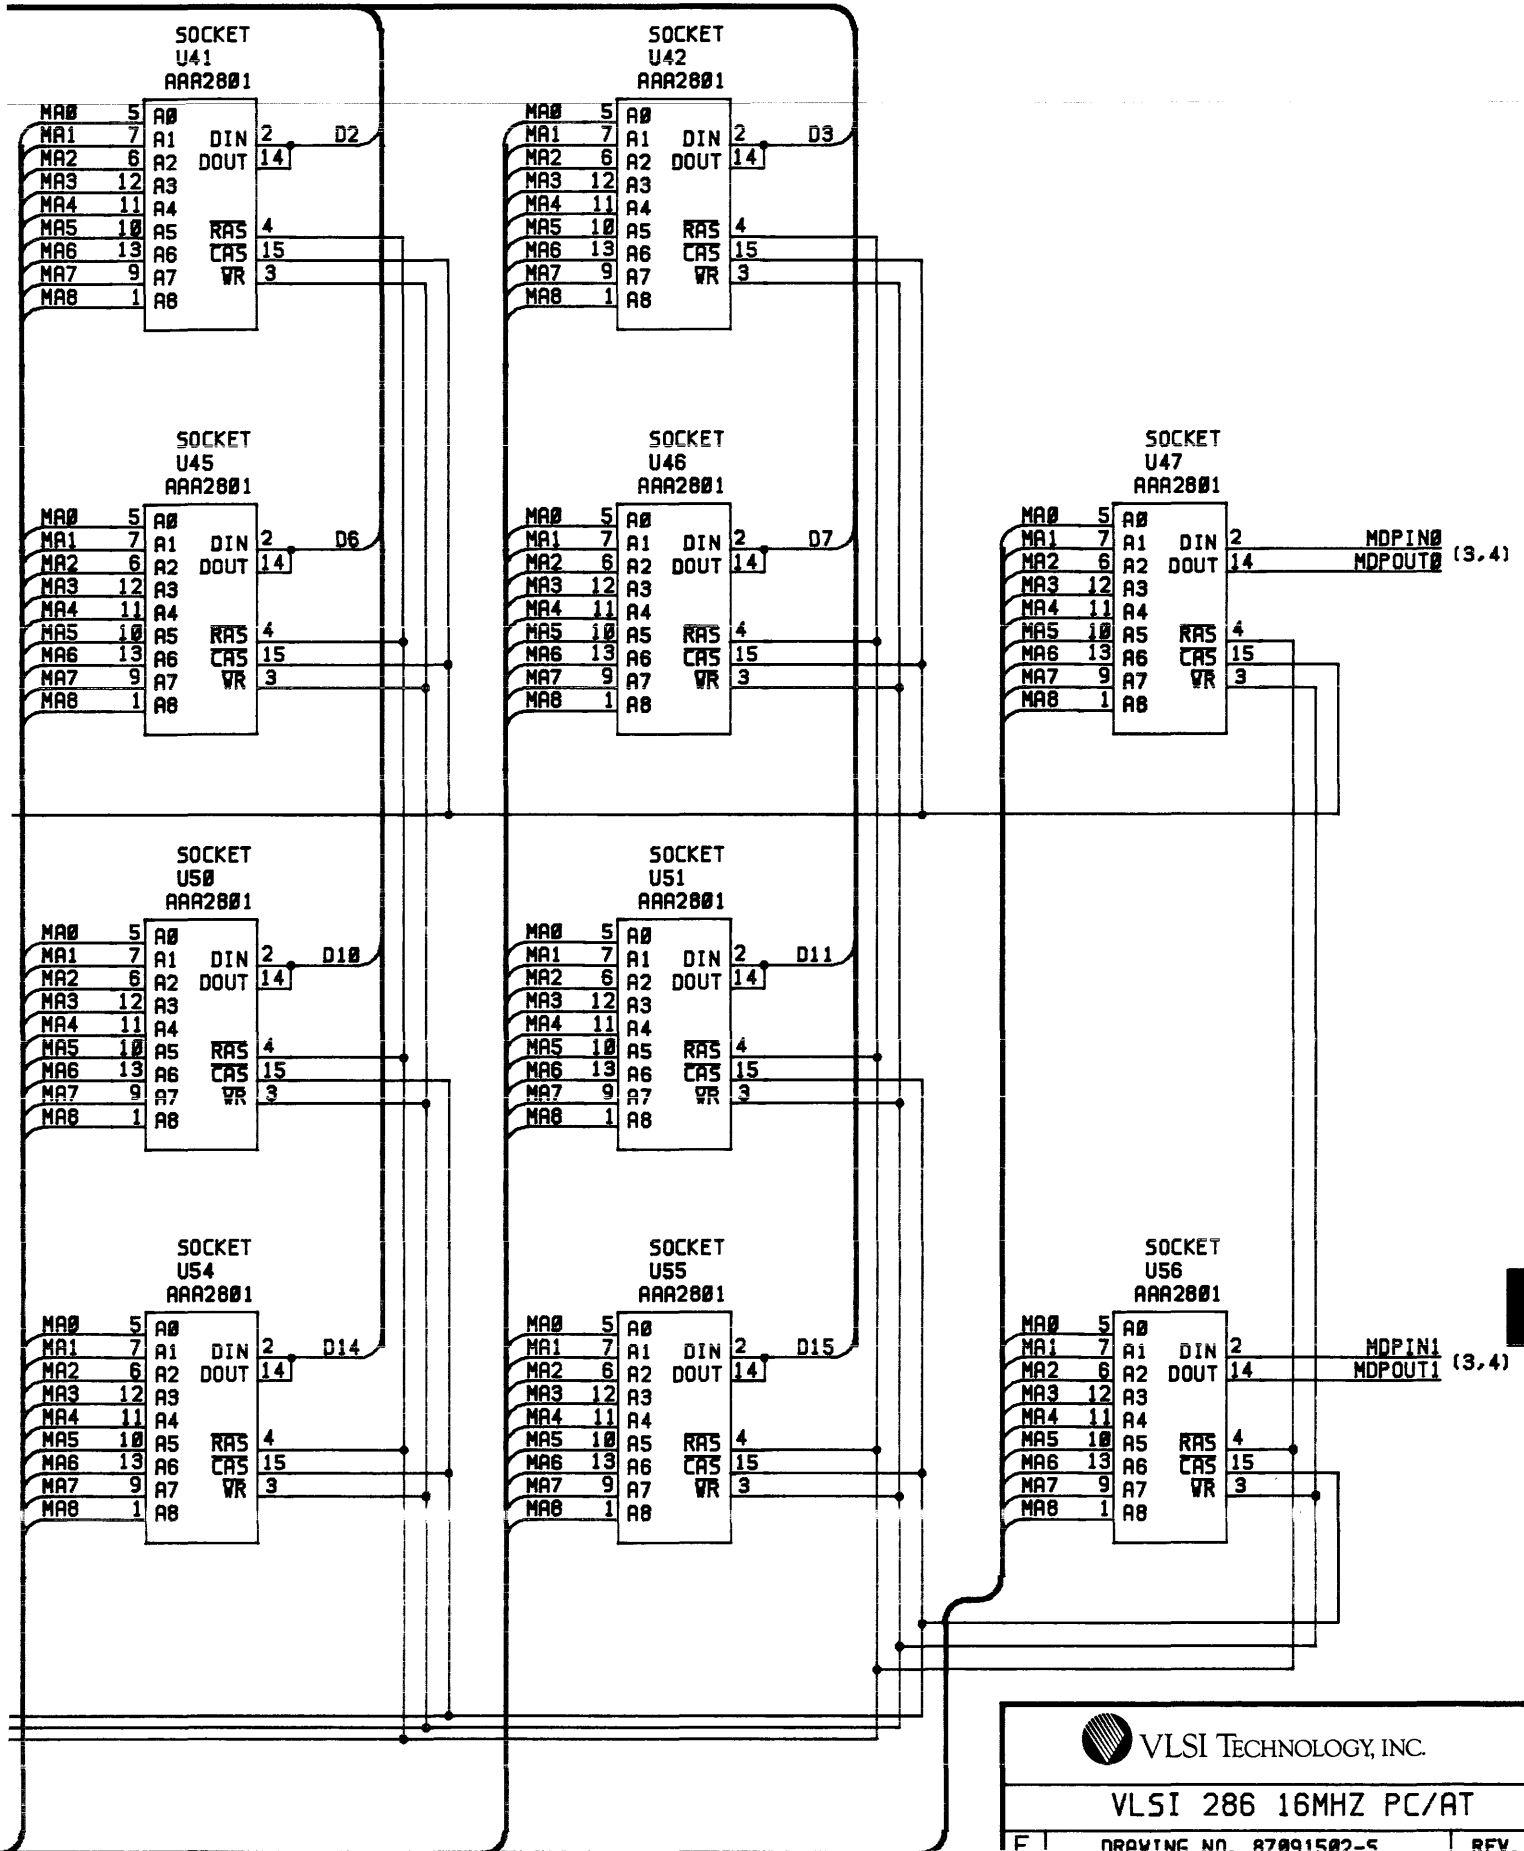 SOCKET
U41
AAA2801
MA0 5 A0
MA1 7 A1 DIN 2 D2
MA2 6 A2 DOUT 14
MA3 12 A3
MA4 11 A4
MA5 10 A5 RAS 4
MA6 13 A6 CAS 15
MA7 9 A7 WR 3
MA8 1 A8
SOCKET
U42
AAA2801
MA0 5 A0
MA1 7 A1 DIN 2 D3
MA2 6 A2 DOUT 14
MA3 12 A3
MA4 11 A4
MA5 10 A5 RAS 4
MA6 13 A6 CAS 15
MA7 9 A7 WR 3
MA8 1 A8
SOCKET
U45
AAA2801
MA0 5 A0
MA1 7 A1 DIN 2 D6
MA2 6 A2 DOUT 14
MA3 12 A3
MA4 11 A4
MA5 10 A5 RAS 4
MA6 13 A6 CAS 15
MA7 9 A7 WR 3
MA8 1 A8
SOCKET
U46
AAA2801
MA0 5 A0
MA1 7 A1 DIN 2 D7
MA2 6 A2 DOUT 14
MA3 12 A3
MA4 11 A4
MA5 10 A5 RAS 4
MA6 13 A6 CAS 15
MA7 9 A7 WR 3
MA8 1 A8
SOCKET
U47
AAA2801
MA0 5 A0
MA1 7 A1 DIN 2 MDPIN0
MA2 6 A2 DOUT 14 MDPOUT0 (3,4)
MA3 12 A3
MA4 11 A4
MA5 10 A5 RAS 4
MA6 13 A6 CAS 15
MA7 9 A7 WR 3
MA8 1 A8
SOCKET
U50
AAA2801
MA0 5 A0
MA1 7 A1 DIN 2 D10
MA2 6 A2 DOUT 14
MA3 12 A3
MA4 11 A4
MA5 10 A5 RAS 4
MA6 13 A6 CAS 15
MA7 9 A7 WR 3
MA8 1 A8
SOCKET
U51
AAA2801
MA0 5 A0
MA1 7 A1 DIN 2 D11
MA2 6 A2 DOUT 14
MA3 12 A3
MA4 11 A4
MA5 10 A5 RAS 4
MA6 13 A6 CAS 15
MA7 9 A7 WR 3
MA8 1 A8
SOCKET
U54
AAA2801
MA0 5 A0
MA1 7 A1 DIN 2 D14
MA2 6 A2 DOUT 14
MA3 12 A3
MA4 11 A4
MA5 10 A5 RAS 4
MA6 13 A6 CAS 15
MA7 9 A7 WR 3
MA8 1 A8
SOCKET
U55
AAA2801
MA0 5 A0
MA1 7 A1 DIN 2 D15
MA2 6 A2 DOUT 14
MA3 12 A3
MA4 11 A4
MA5 10 A5 RAS 4
MA6 13 A6 CAS 15
MA7 9 A7 WR 3
MA8 1 A8
SOCKET
U56
AAA2801
MA0 5 A0
MA1 7 A1 DIN 2 MDPIN1
MA2 6 A2 DOUT 14 MDPOUT1 (3,4)
MA3 12 A3
MA4 11 A4
MA5 10 A5 RAS 4
MA6 13 A6 CAS 15
MA7 9 A7 WR 3
MA8 1 A8
VLSI TECHNOLOGY, INC.
VLSI 286 16MHZ PC/AT
DRAWING NO. 87091502-S REV.